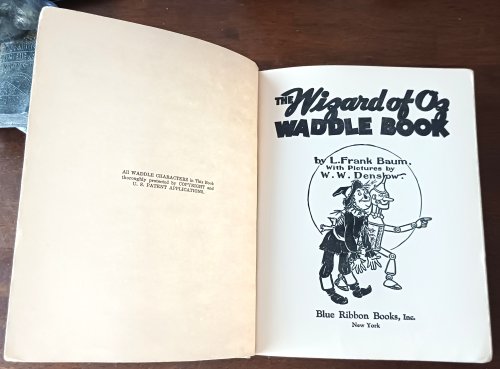 All WADDLE CHARACTERS in This Book
thoroughly protected by COPYRIGHT and
U. S. PATENT APPLICATIONS.
THE Wizard of Oz
WADDLE BOOK
by L. Frank Baum.
With Pictures by
W. W. Denslow.
Blue Ribbon Books, Inc.
New York